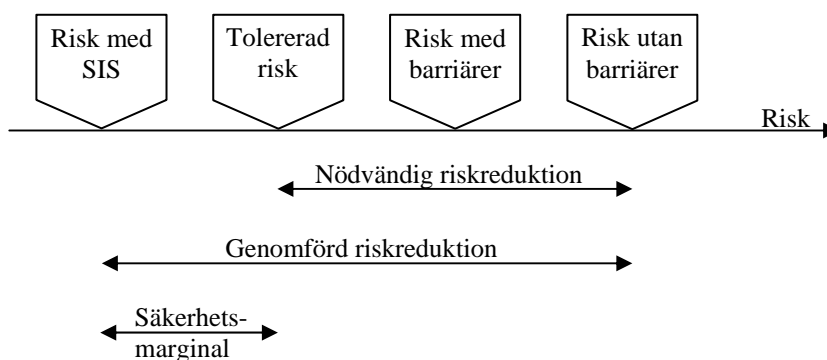 Risk med
SIS
Tolererad
risk
Risk med
barriärer
Risk utan
barriärer
Risk
Nödvändig riskreduktion
Genomförd riskreduktion
Säkerhets-
marginal